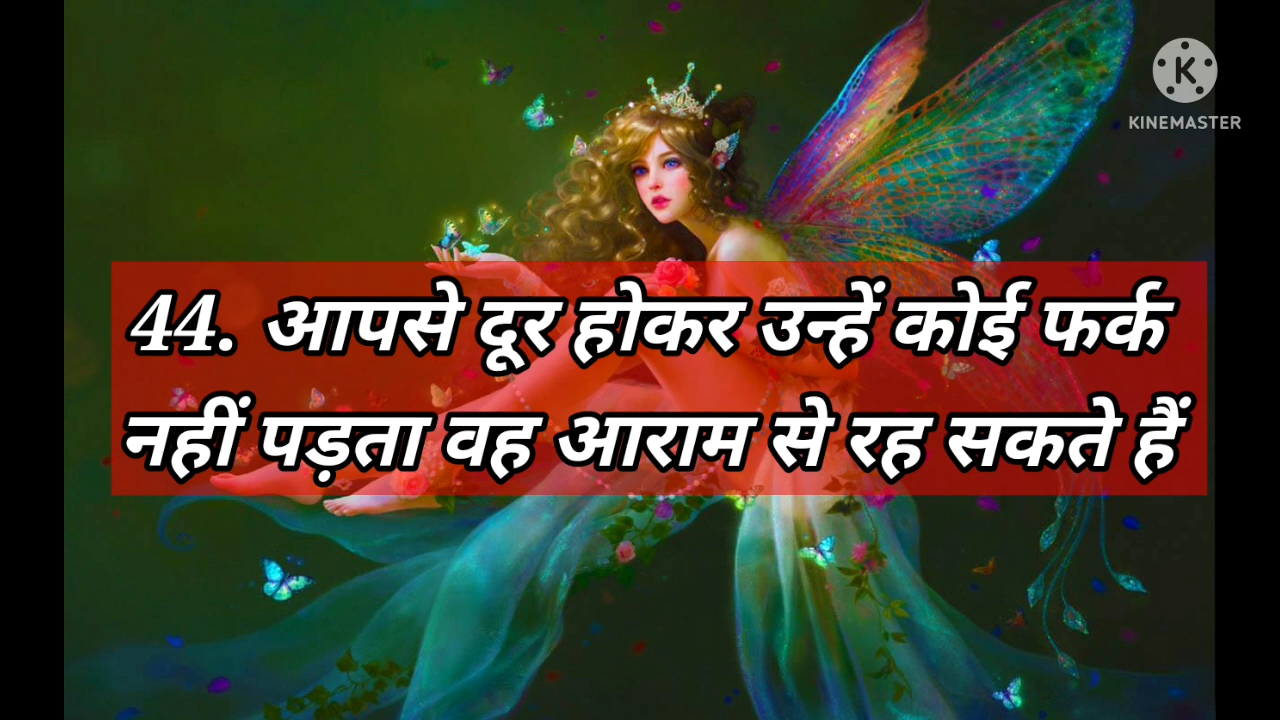 K
KINEMASTER
44. आपसे दूर होकर उन्हें कोई फर्क
नहीं पड़ता वह आराम से रह सकते हैं